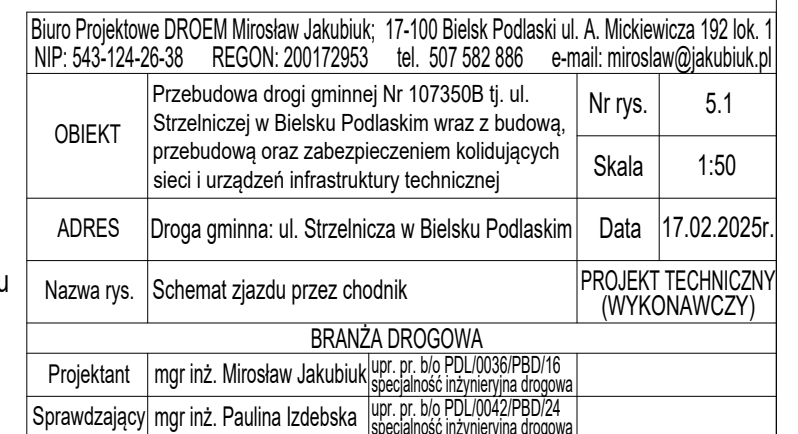 Biuro Projektowe DROEM Mirosław Jakubiuk; 17-100 Bielsk Podlaski ul. A. Mickiewicza 192 lok. 1
NIP: 543-124-26-38 REGON: 200172953 tel. 507 582 886 e-mail: miroslaw@jakubiuk.pl
OBIEKT
Przebudowa drogi gminnej Nr 107350B tj. ul.
Strzelniczej w Bielsku Podlaskim wraz z budową,
przebudową oraz zabezpieczeniem kolidujących
sieci i urządzeń infrastruktury technicznej
Nr rys. 5.1
Skala 1:50
ADRES Droga gminna: ul. Strzelnicza w Bielsku Podlaskim Data 17.02.2025r.
u
Nazwa rys. Schemat zjazdu przez chodnik
PROJEKT TECHNICZNY
(WYKONAWCZY)
BRANŻA DROGOWA
Projektant mgr inż. Mirosław Jakubiuk
upr. pr. b/o PDL/0036/PBD/16
specjalność inżynieryjna drogowa
Sprawdzający mgr inż. Paulina Izdebska
upr. pr. b/o PDL/0042/PBD/24
specjalność inżynieryjna drogowa